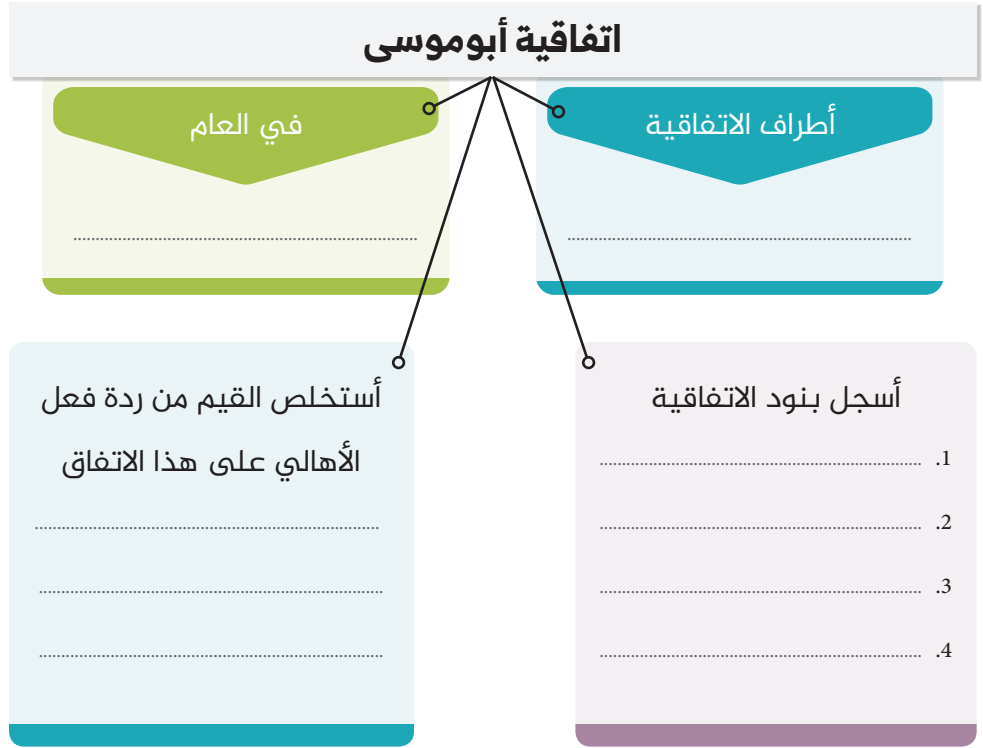 اتفاقية أبوموسى
أطراف الاتفاقية
في العام
أسجل بنود الاتفاقية
1.
2.
3.
4.
أستخلص القيم من ردة فعل
الأهالي على هذا الاتفاق